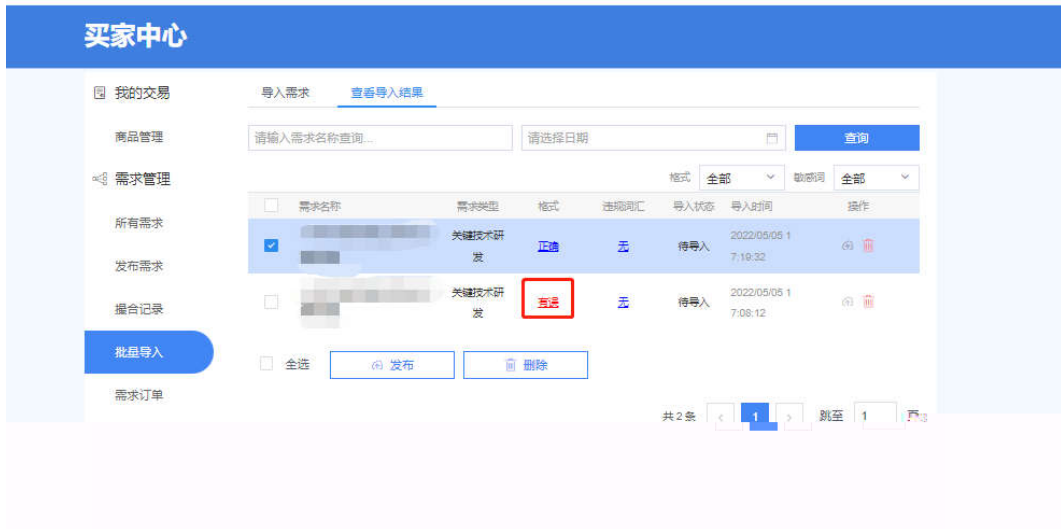 买家中心
我的交易
商品管理
需求管理
所有需求
发布需求
撮合记录
批量导入
需求订单
导入需求 查看导入结果
请输入需求名称查询... 请选择日期 查询
格式 全部 敏感词 全部
需求名称 需求类型 格式 违规词汇 导入状态 导入时间 操作
关键技术研发 正确 无 待导入 2022/05/05 17:19:32
关键技术研发 有误 无 待导入 2022/05/05 17:08:12
全选 发布 删除
共2条 1 跳至 1 页